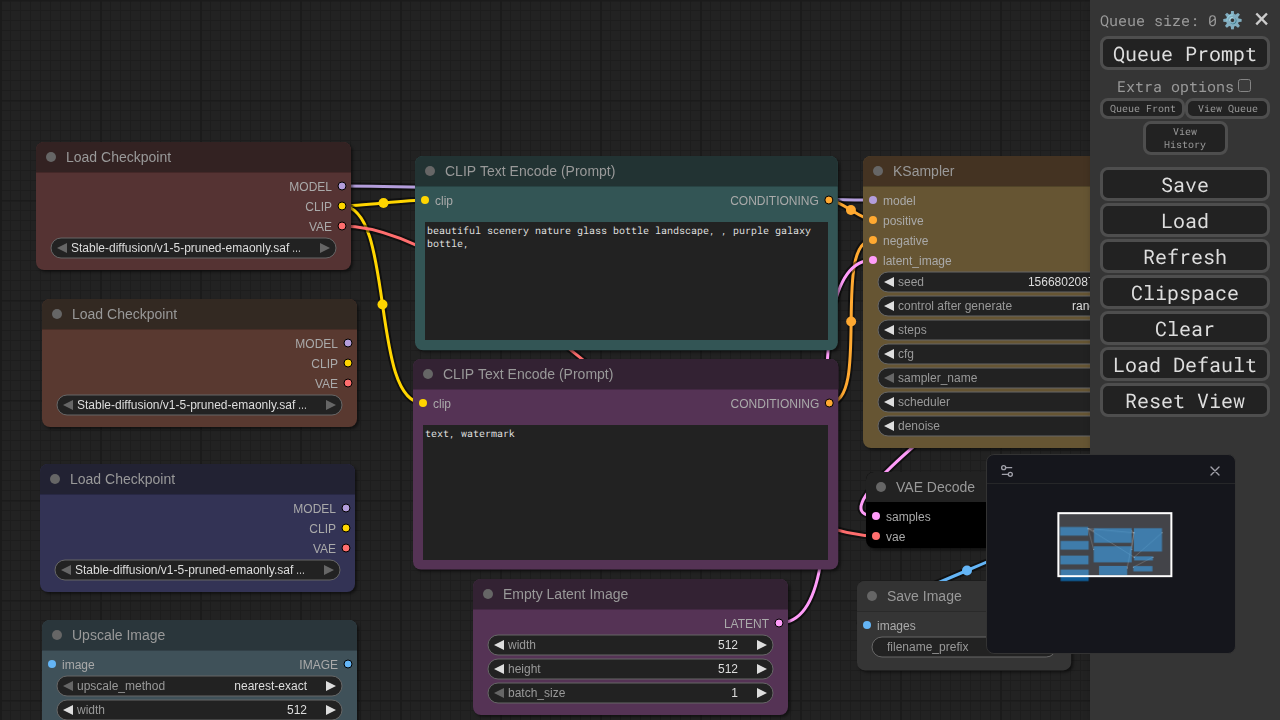 Load Checkpoint
MODEL
CLIP
VAE
Stable-diffusion/v1-5-pruned-emaonly.saf ...
Load Checkpoint
MODEL
CLIP
VAE
Stable-diffusion/v1-5-pruned-emaonly.saf ...
Load Checkpoint
MODEL
CLIP
VAE
Stable-diffusion/v1-5-pruned-emaonly.saf ...
Upscale Image
image IMAGE
upscale_method nearest-exact
width 512
CLIP Text Encode (Prompt)
clip CONDITIONING
beautiful scenery nature glass bottle landscape, , purple galaxy
bottle,
CLIP Text Encode (Prompt)
clip CONDITIONING
text, watermark
Empty Latent Image
LATENT
width 512
height 512
batch_size 1
KSampler
model
positive
negative
latent_image
seed 156680208
control after generate ran
steps
cfg
sampler_name
scheduler
denoise
VAE Decode
samples
vae
Save Image
images
filename_prefix
Queue size: 0
Queue Prompt
Extra options
Queue Front View Queue
View
History
Save
Load
Refresh
Clipspace
Clear
Load Default
Reset View